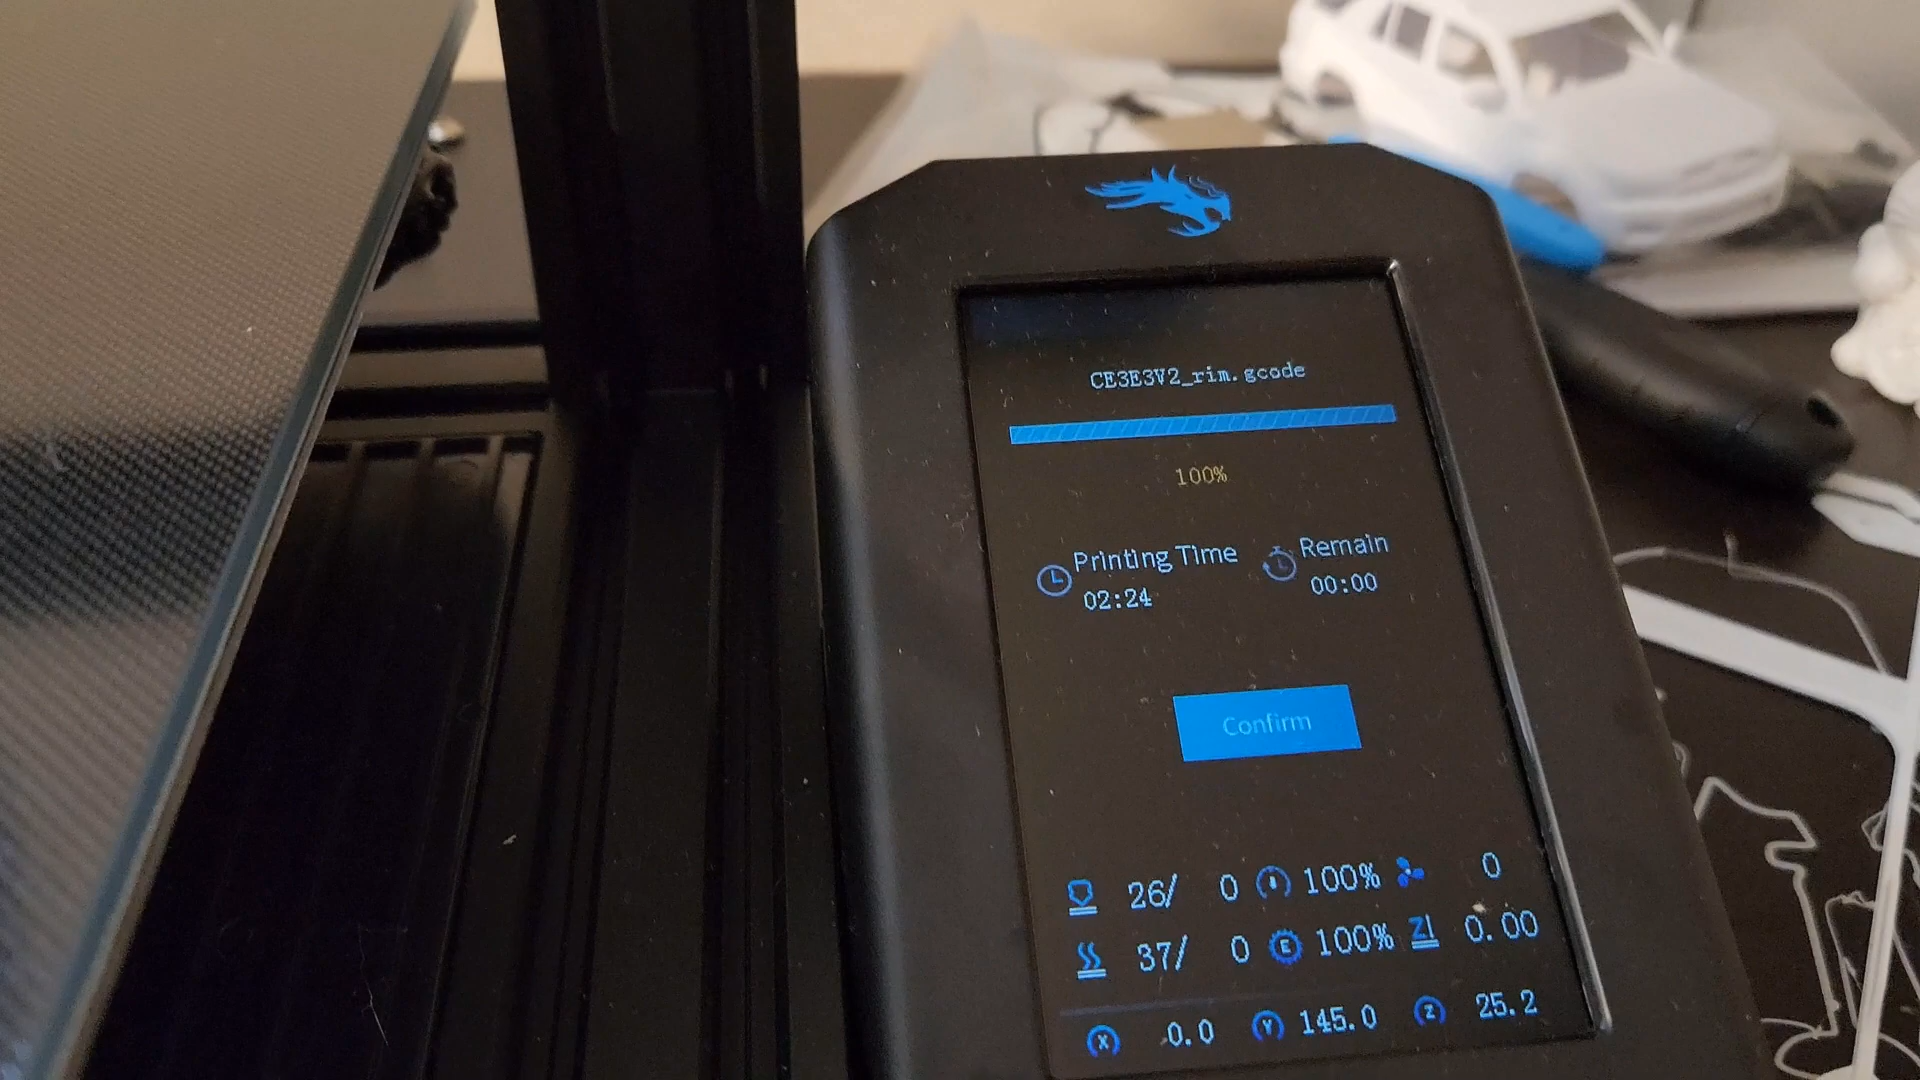 CE3E3V2_rim.gcode
100%
Printing Time
02:24
Remain
00:00
Confirm
26/ 0 100% 0
37/ 0 E 100% Z 0.00
X 0.0 Y 145.0 Z 25.2